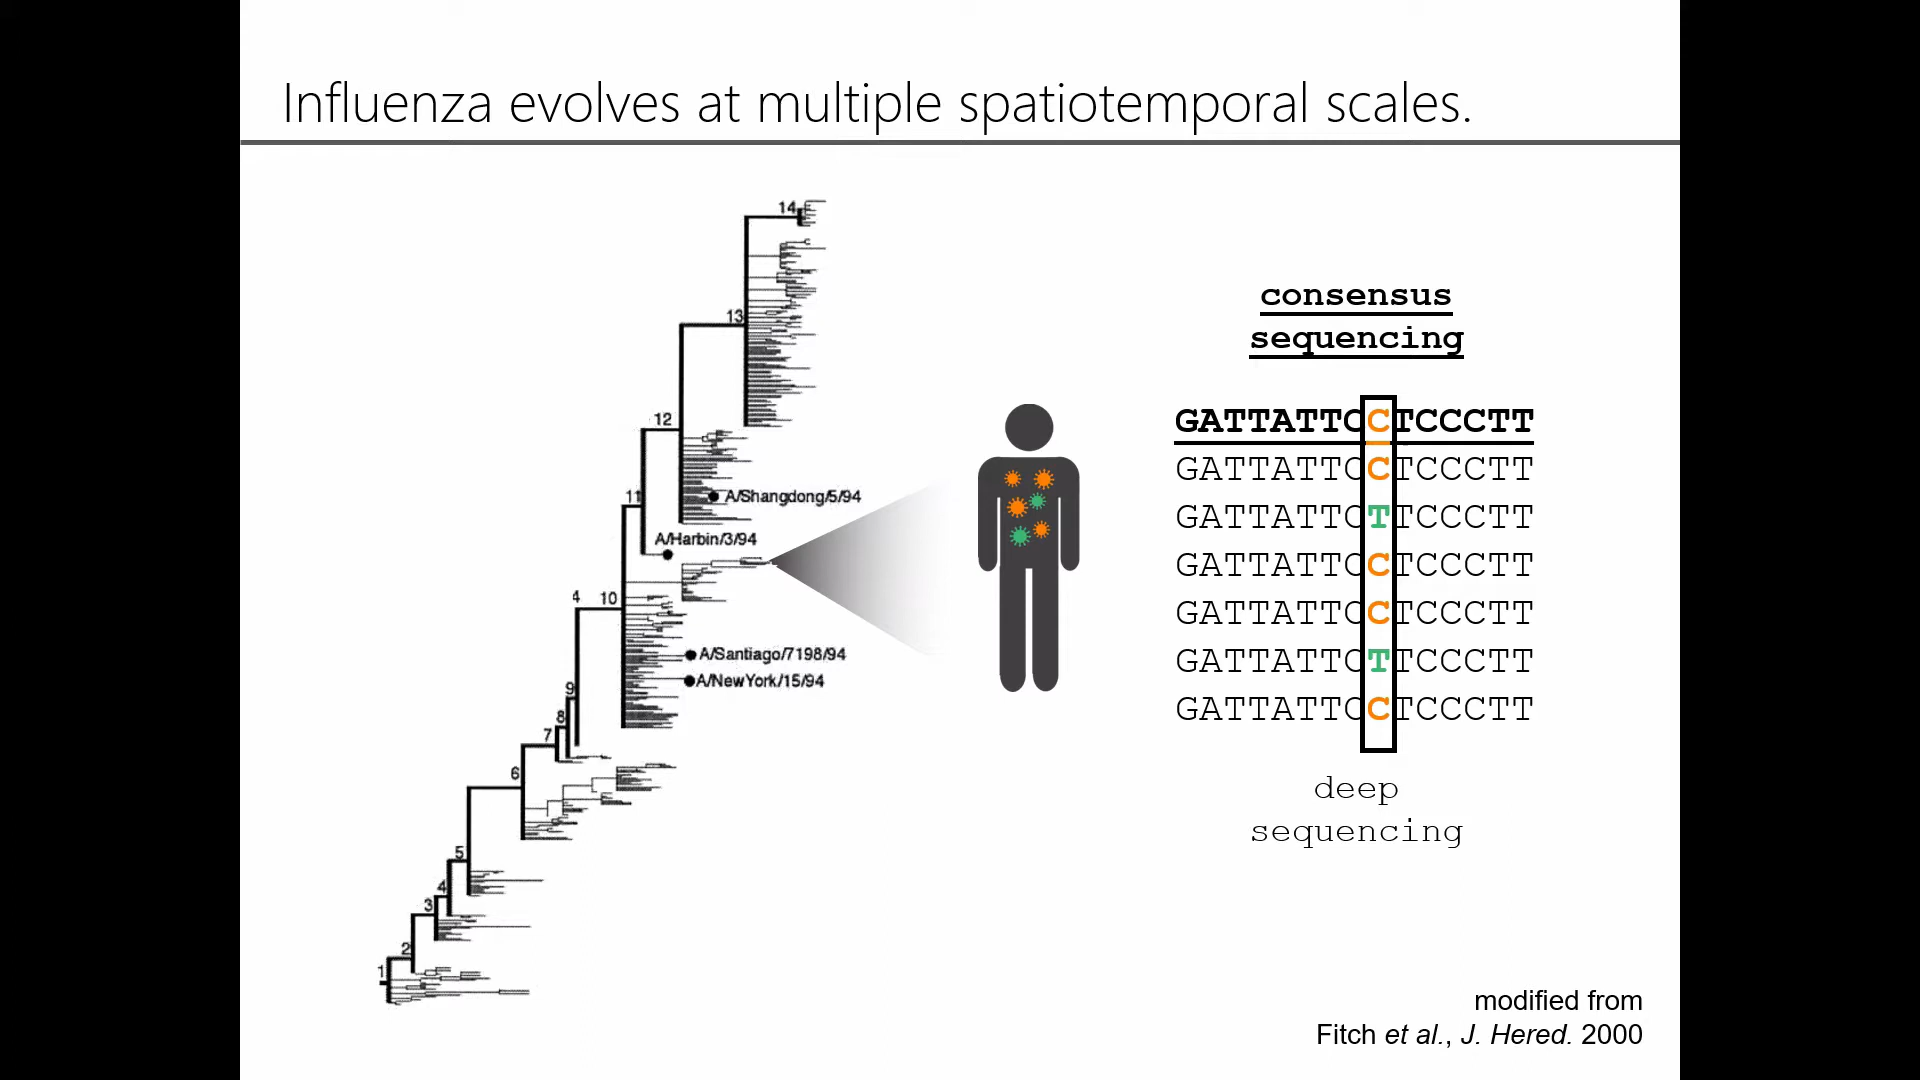 Influenza evolves at multiple spatiotemporal scales.
14
13
12
11
A/Shangdong/5/94
A/Harbin/3/94
4 10
A/Santiago/7198/94
A/NewYork/15/94
9
8
7
6
5
4
3
2
1
consensus
sequencing
GATTATTCCTCCCTT
GATTATTCCTCCCTT
GATTATTCTTCCCTT
GATTATTCCTCCCTT
GATTATTCCTCCCTT
GATTATTCTTCCCTT
GATTATTCCTCCCTT
deep
sequencing
modified from
Fitch et al., J. Hered. 2000